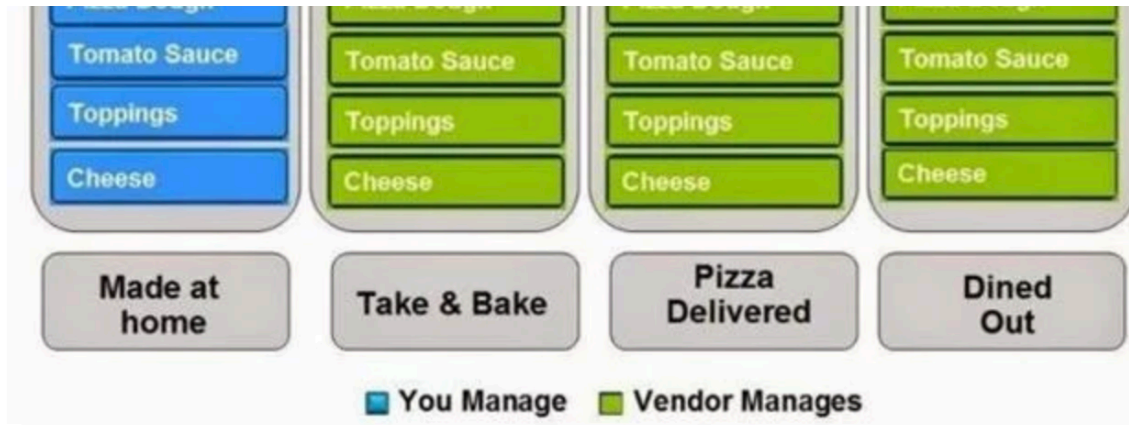 Tomato Sauce
Toppings
Cheese
Made at
home
Tomato Sauce
Toppings
Cheese
Take & Bake
Tomato Sauce
Toppings
Cheese
Pizza
Delivered
Tomato Sauce
Toppings
Cheese
Dined
Out
You Manage
Vendor Manages